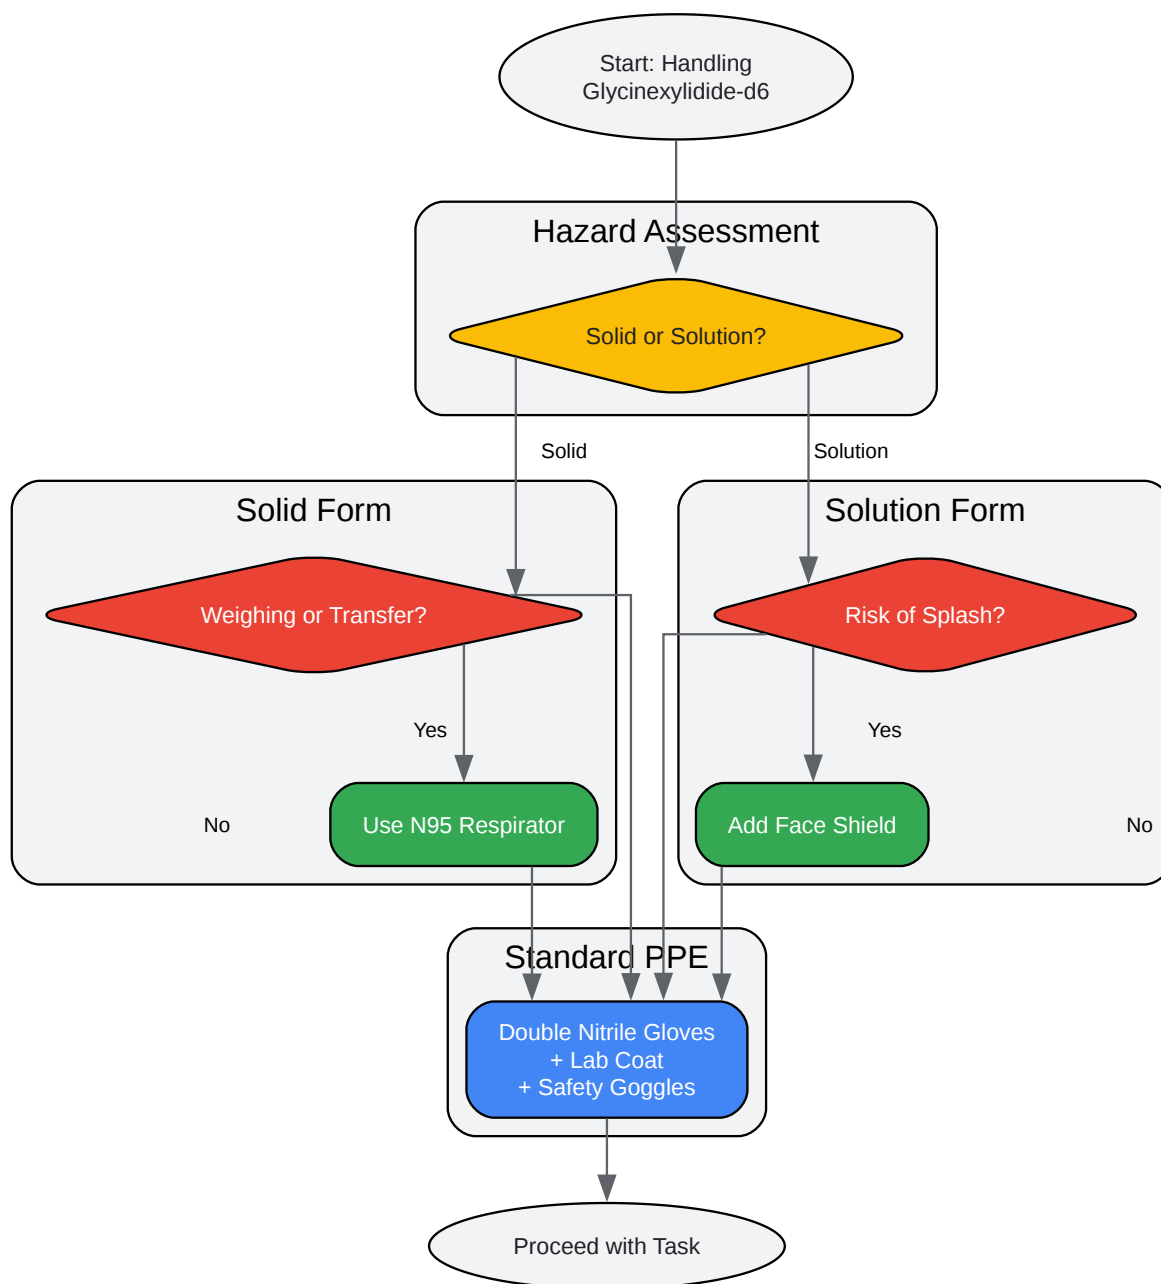 Start: Handling
Glycinexylidide-d6
Hazard Assessment
Solid or Solution?
Solid
Solution
Solid Form
Solution Form
Weighing or Transfer?
Risk of Splash?
Yes
Yes
No
Use N95 Respirator
Add Face Shield
No
Standard PPE
Double Nitrile Gloves
+ Lab Coat
+ Safety Goggles
Proceed with Task